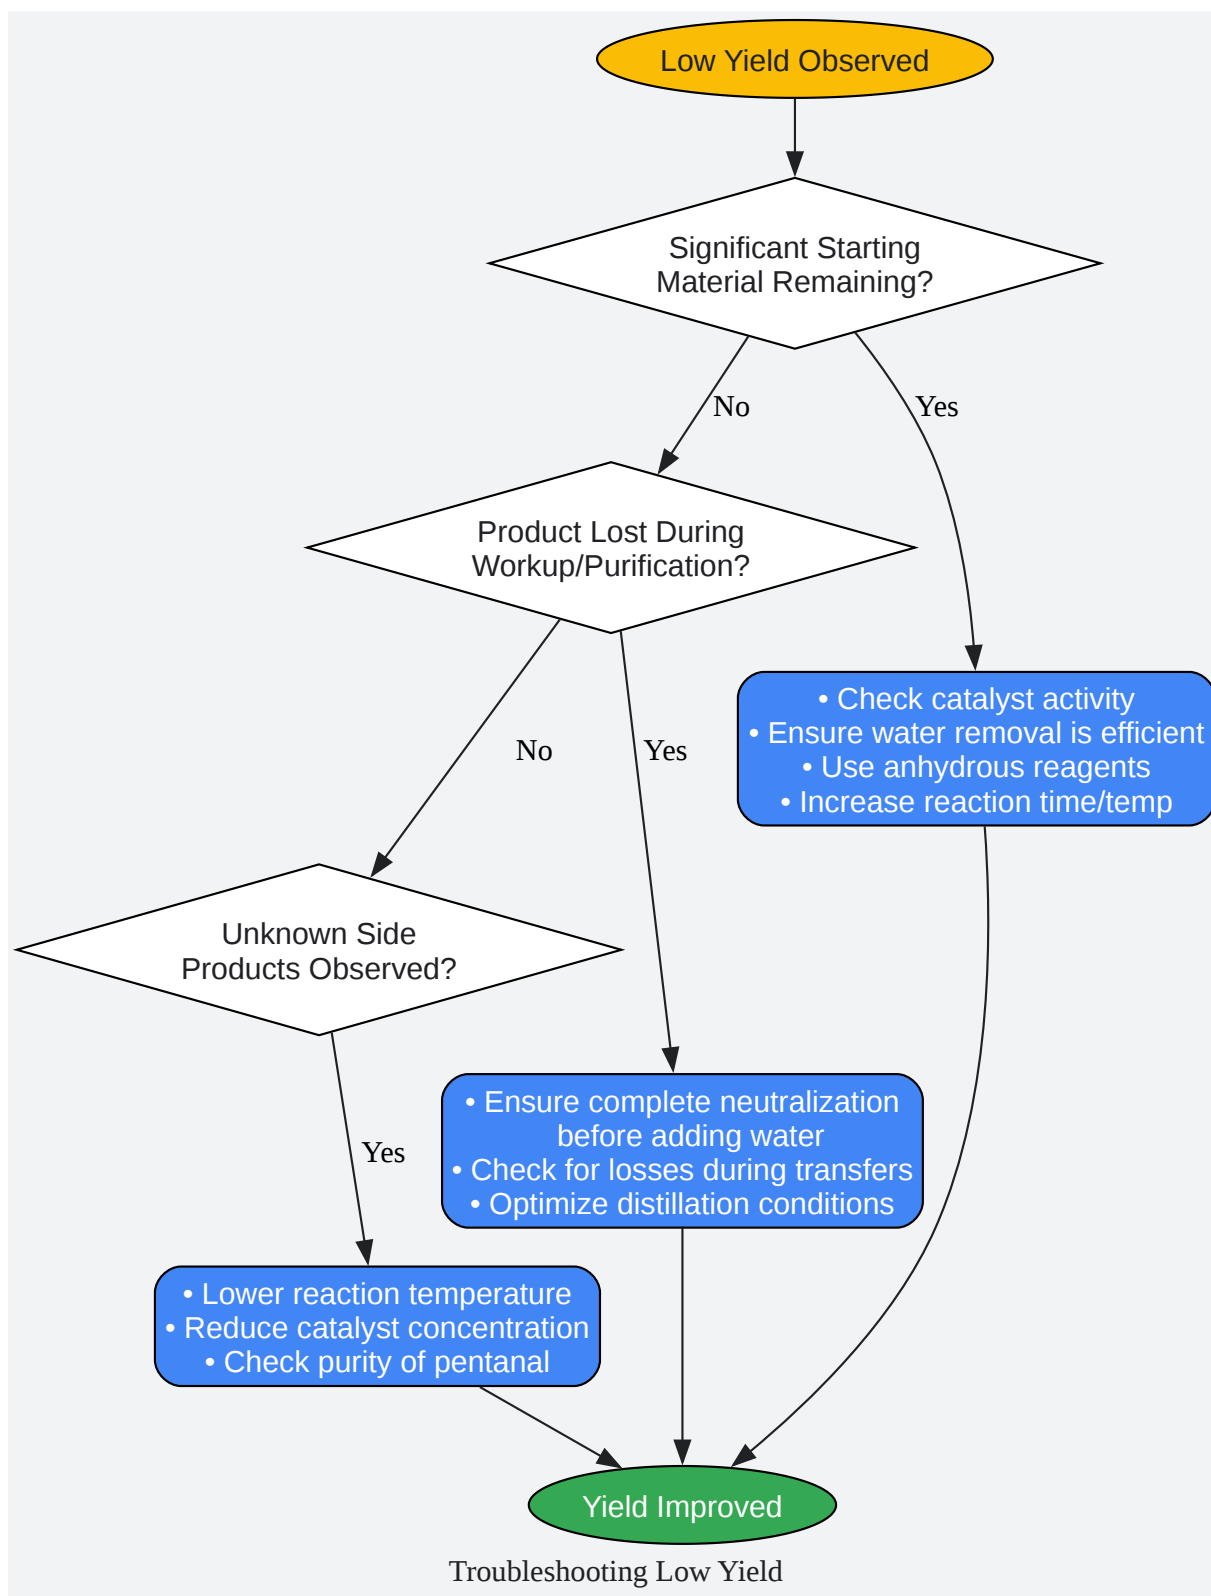 Low Yield Observed
Significant Starting
Material Remaining?
No
Yes
Product Lost During
Workup/Purification?
• Check catalyst activity
• Ensure water removal is efficient
• Use anhydrous reagents
• Increase reaction time/temp
No
Yes
Unknown Side
Products Observed?
• Ensure complete neutralization
before adding water
• Check for losses during transfers
• Optimize distillation conditions
Yes
• Lower reaction temperature
• Reduce catalyst concentration
• Check purity of pentanal
Yield Improved
Troubleshooting Low Yield